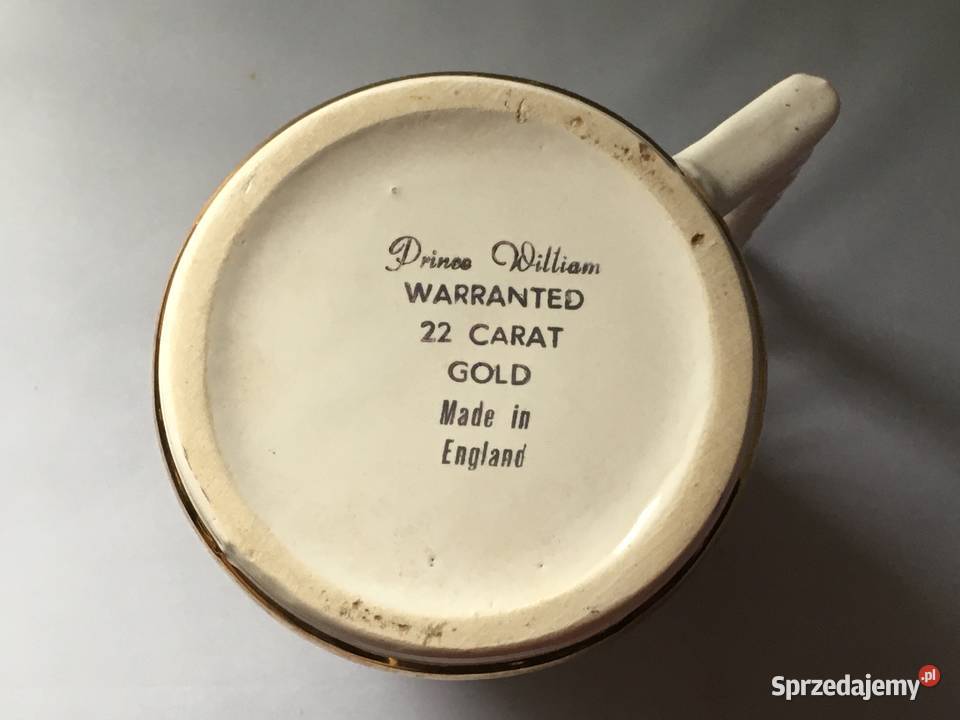 Prince William
WARRANTED
22 CARAT
GOLD
Made in
England
Sprzedajemy.pl